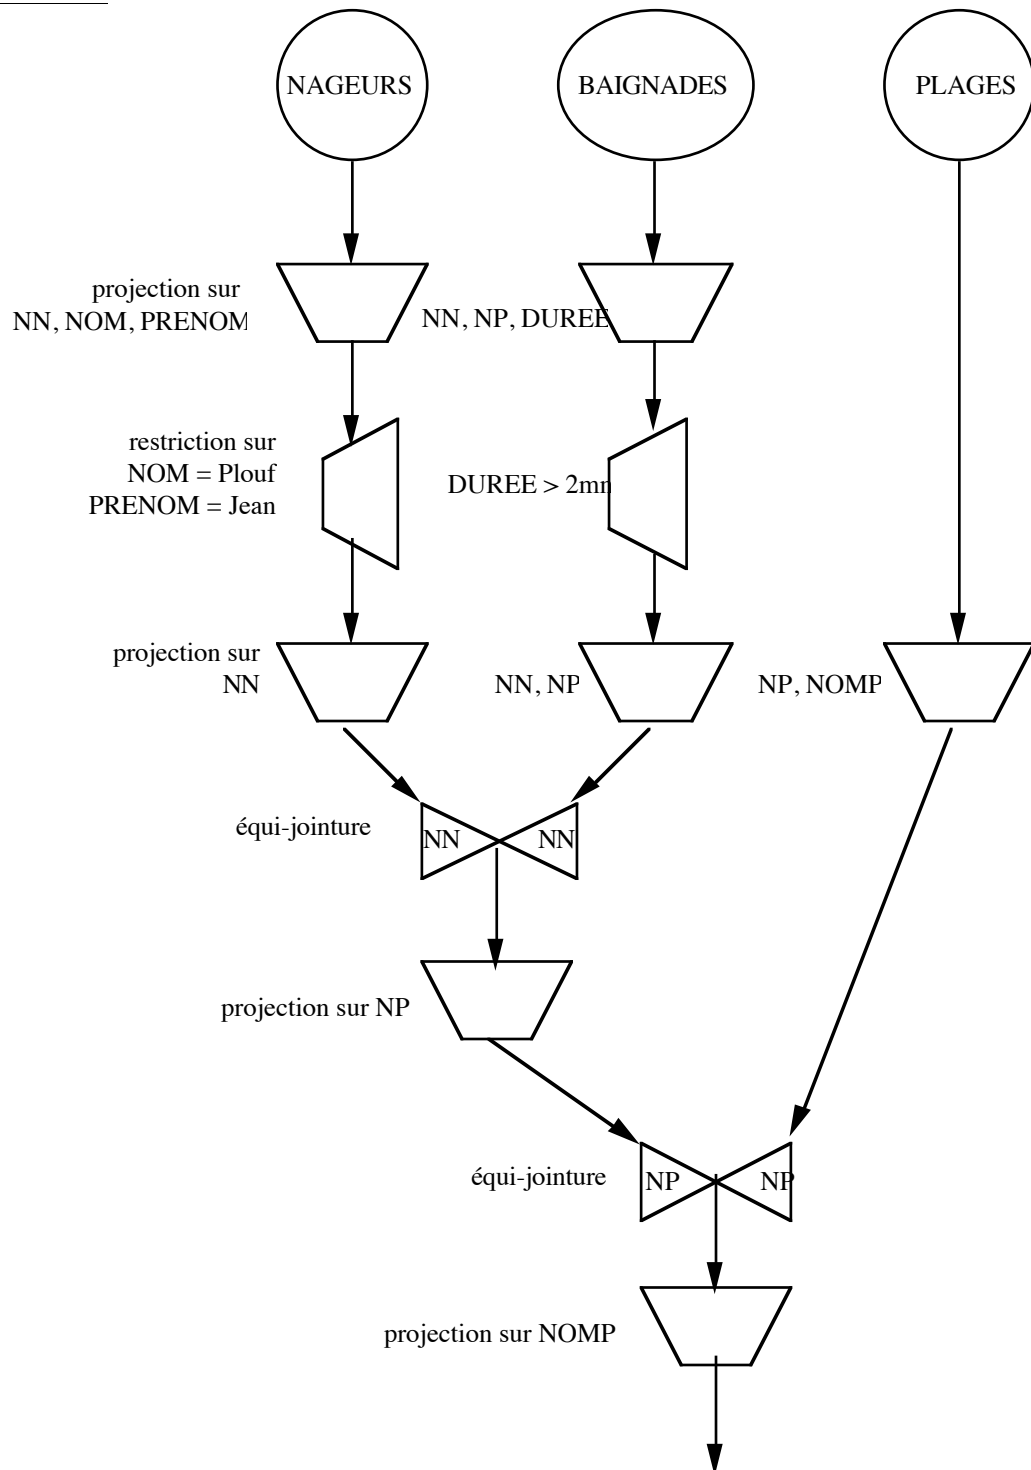 NAGEURS
BAIGNADES
PLAGES
projection sur
NN, NOM, PRENOM
NN, NP, DUREE
restriction sur
NOM = Plouf
PRENOM = Jean
DUREE > 2mn
projection sur
NN
NN, NP
NP, NOMP
équi-jointure
NN
NN
projection sur NP
équi-jointure
NP
NP
projection sur NOMP